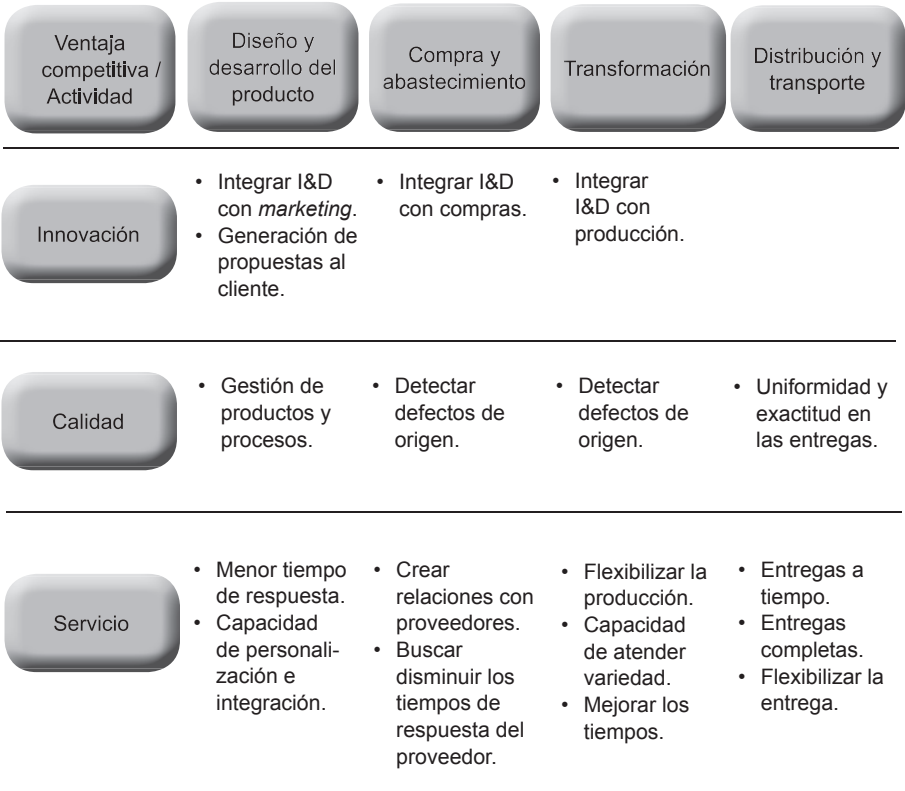 Ventaja
competitiva /
Actividad
Diseño y
desarrollo del
producto
Compra y
abastecimiento
Transformación
Distribución y
transporte
Innovación
• Integrar I&D
con marketing.
• Generación de
propuestas al
cliente.
• Integrar I&D
con compras.
• Integrar
I&D con
producción.
Calidad
• Gestión de
productos y
procesos.
• Detectar
defectos de
origen.
• Detectar
defectos de
origen.
• Uniformidad y
exactitud en
las entregas.
Servicio
• Menor tiempo
de respuesta.
• Capacidad
de personali-
zación e
integración.
• Crear
relaciones con
proveedores.
• Buscar
disminuir los
tiempos de
respuesta del
proveedor.
• Flexibilizar la
producción.
• Capacidad
de atender
variedad.
• Mejorar los
tiempos.
• Entregas a
tiempo.
• Entregas
completas.
• Flexibilizar la
entrega.